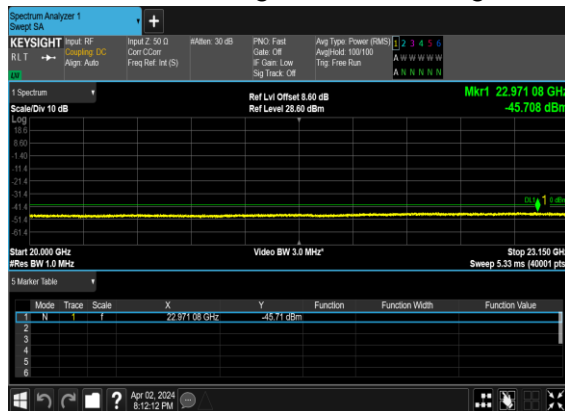 Spectrum Analyzer 1
Swept SA
+
KEYSIGHT Input: RF Input Z: 50 Ω #Atten: 30 dB PNO: Fast Avg Type: Power (RMS) 1 2 3 4 5 6
RLT Coupling: DC Corr CCorr Gate: Off Avg|Hold: 100/100 A W W W W W
Align: Auto Freq Ref: Int (S) IF Gain: Low Trig: Free Run
LW Sig Track: Off A N N N N N
1 Spectrum Ref Lvl Offset 8.60 dB Mkr1 22.971 08 GHz
Scale/Div 10 dB Ref Level 28.60 dBm -45.708 dBm
Log
18.6
8.60
-1.40
-11.4
-21.4
-31.4
-41.4 1
-51.4
-61.4
Start 20.000 GHz Video BW 3.0 MHz* Stop 23.150 GHz
#Res BW 1.0 MHz Sweep 5.33 ms (40001 pts)
5 Marker Table
Mode Trace Scale X Y Function Function Width Function Value
1 N 1 f 22.971 08 GHz -45.71 dBm
2
3
4
5
6
? Apr 02, 2024
8:12:12 PM